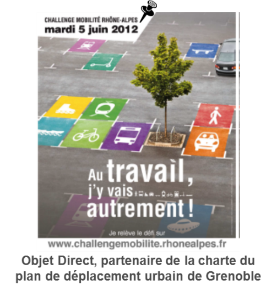 CHALLENGE MOBILITÉ RHÔNE-ALPES
mardi 5 juin 2012
Au travail,
j'y vais
autrement !
Je relève le défi sur
www.challengemobilite.rhonealpes.fr
Objet Direct, partenaire de la charte du
plan de déplacement urbain de Grenoble